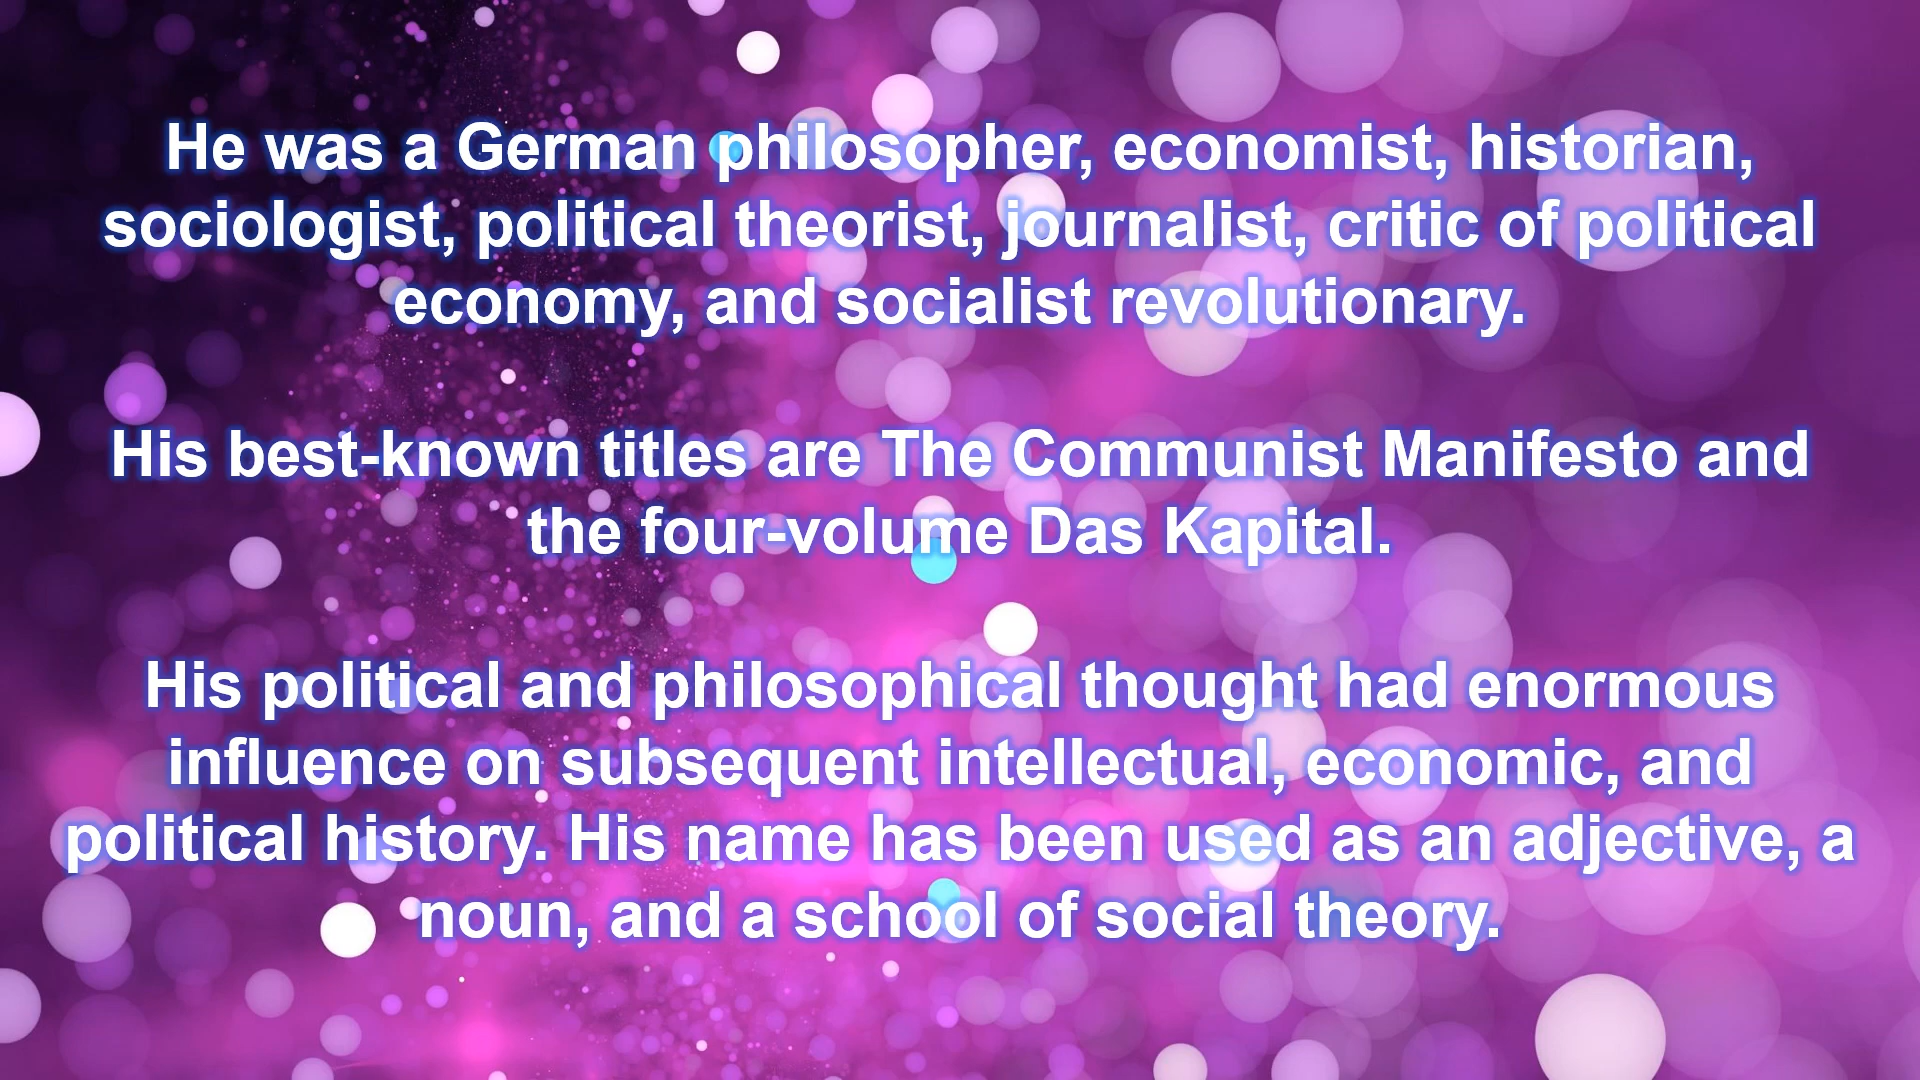 He was a German philosopher, economist, historian,
sociologist, political theorist, journalist, critic of political
economy, and socialist revolutionary.
His best-known titles are The Communist Manifesto and
the four-volume Das Kapital.
His political and philosophical thought had enormous
influence on subsequent intellectual, economic, and
political history. His name has been used as an adjective, a
noun, and a school of social theory.